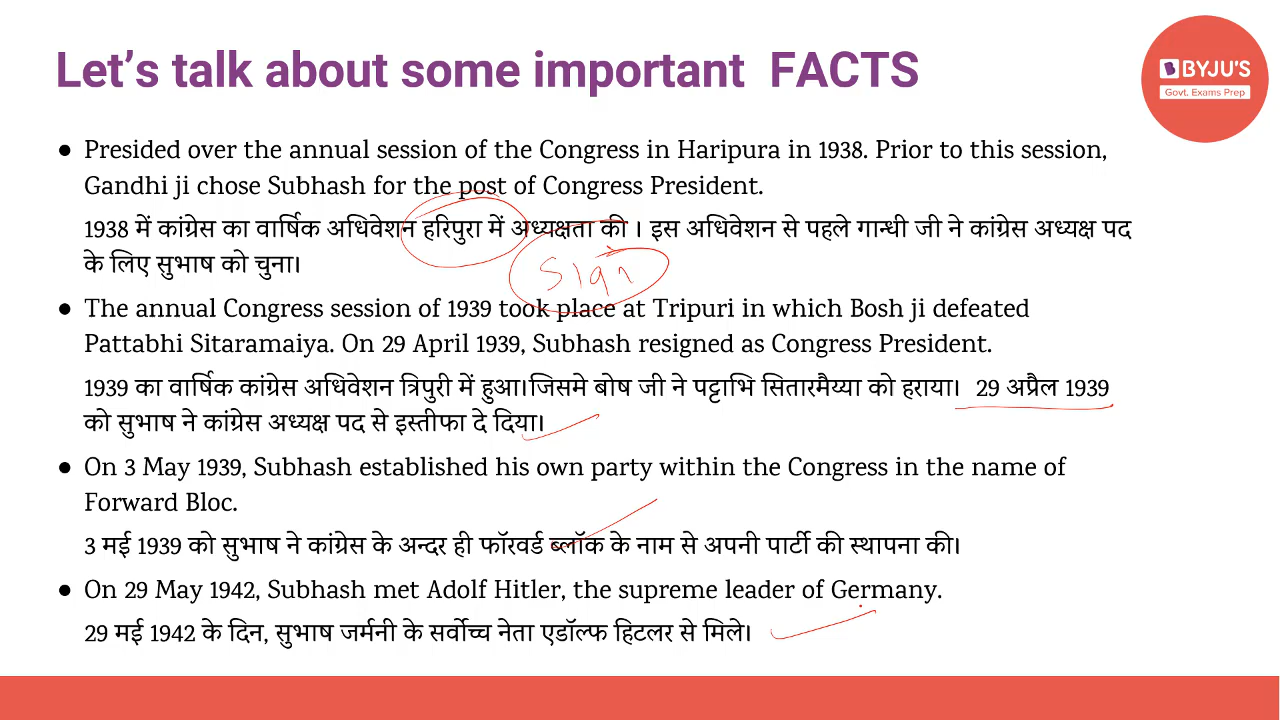 Let's talk about some important FACTS
BYJU'S
Govt. Exams Prep
● Presided over the annual session of the Congress in Haripura in 1938. Prior to this session,
Gandhi ji chose Subhash for the post of Congress President.
1938 में कांग्रेस का वार्षिक अधिवेशन हरिपुरा में अध्यक्षता की । इस अधिवेशन से पहले गान्धी जी ने कांग्रेस अध्यक्ष पद
के लिए सुभाष को चुना।
● The annual Congress session of 1939 took place at Tripuri in which Bosh ji defeated
Pattabhi Sitaramaiya. On 29 April 1939, Subhash resigned as Congress President.
1939 का वार्षिक कांग्रेस अधिवेशन त्रिपुरी में हुआ।जिसमे बोष जी ने पट्टाभि सितारमैय्या को हराया। 29 अप्रैल 1939
को सुभाष ने कांग्रेस अध्यक्ष पद से इस्तीफा दे दिया।
● On 3 May 1939, Subhash established his own party within the Congress in the name of
Forward Bloc.
3 मई 1939 को सुभाष ने कांग्रेस के अन्दर ही फॉरवर्ड ब्लॉक के नाम से अपनी पार्टी की स्थापना की।
● On 29 May 1942, Subhash met Adolf Hitler, the supreme leader of Germany.
29 मई 1942 के दिन, सुभाष जर्मनी के सर्वोच्च नेता एडॉल्फ हिटलर से मिले।